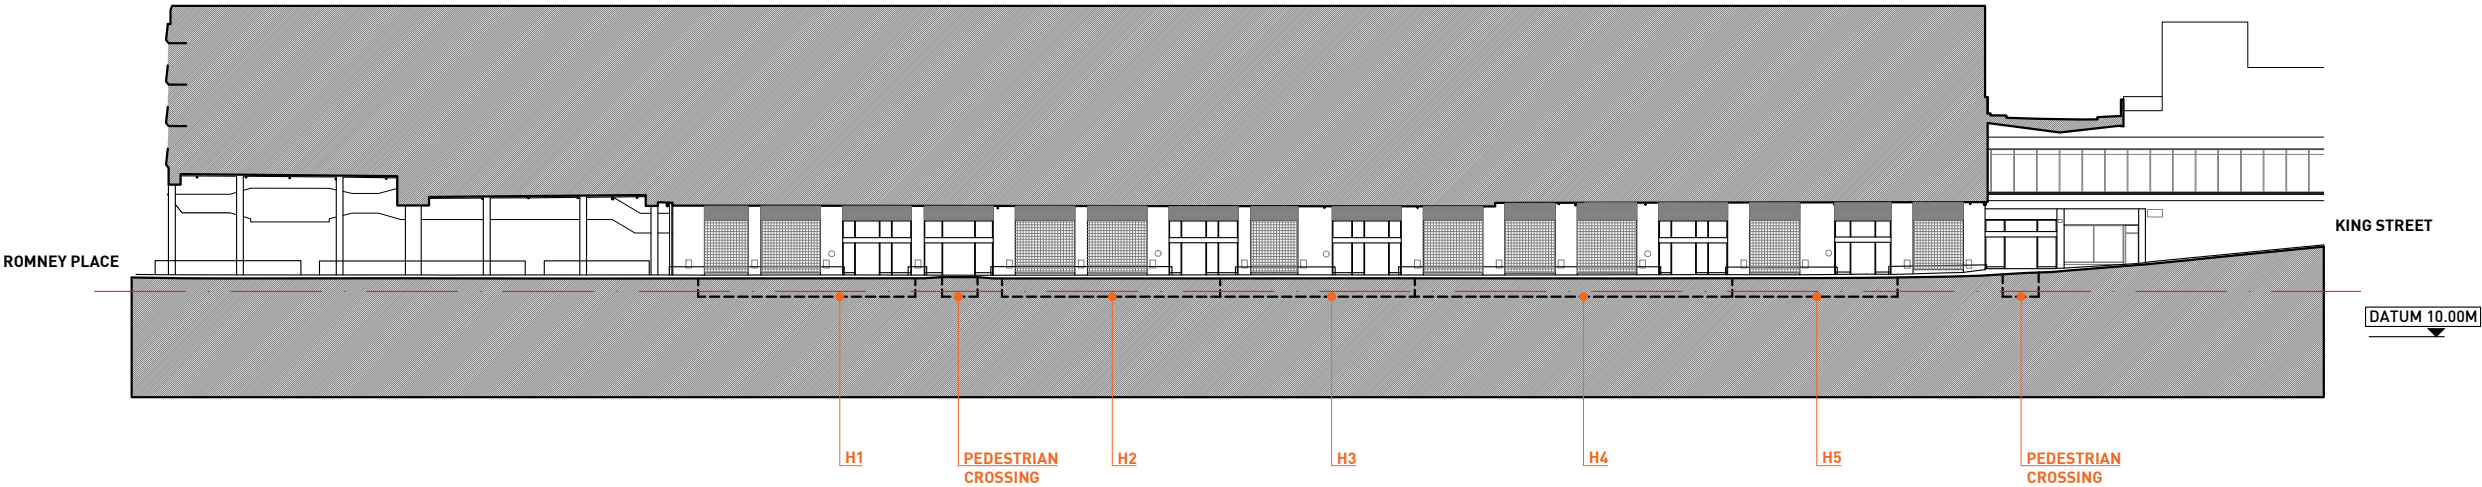 KING STREET
ROMNEY PLACE
DATUM 10.00M
H1
PEDESTRIAN
CROSSING
H2
H3
H4
H5
PEDESTRIAN
CROSSING